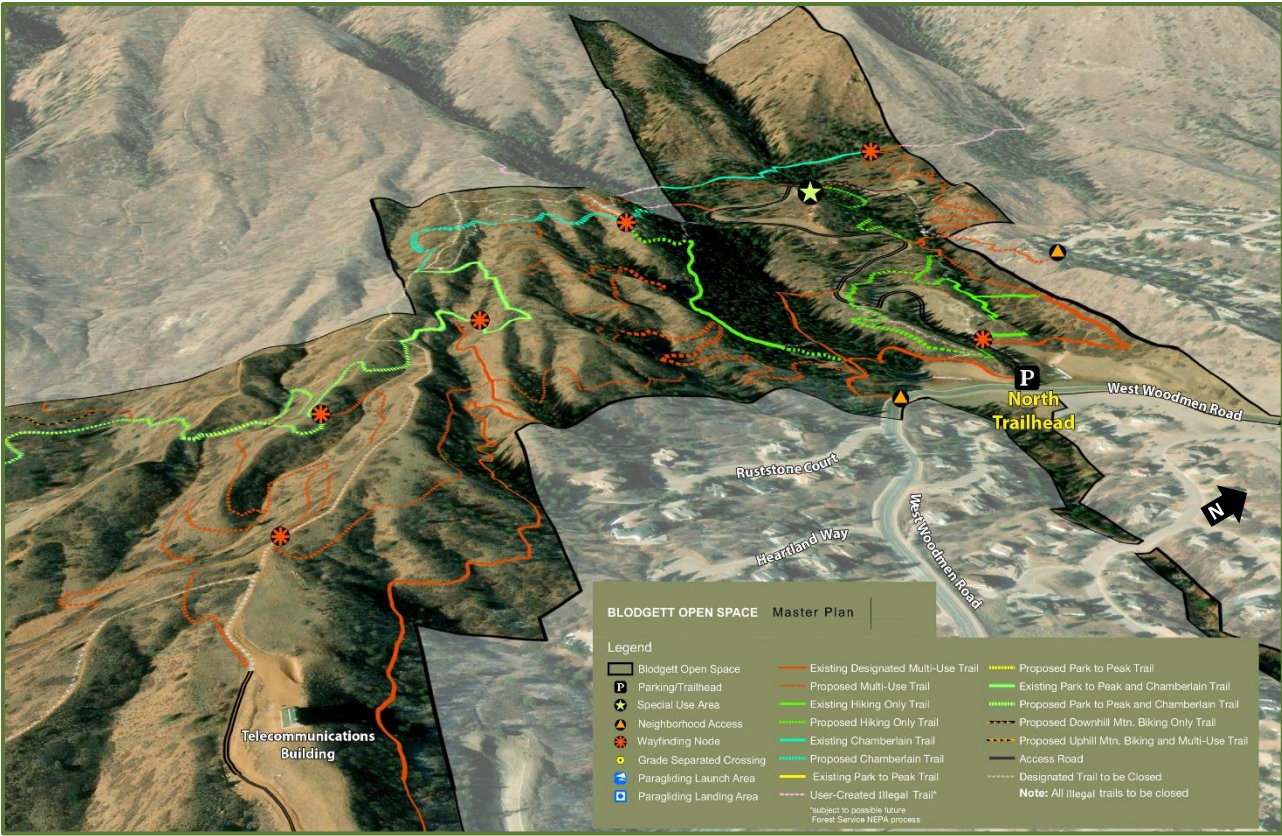 P
North
Trailhead
West Woodmen Road
Ruststone Court
West Woodmen Road
Heartland Way
N
Telecommunications
Building
BLODGETT OPEN SPACE Master Plan
Legend
Blodgett Open Space
P Parking/Trailhead
Special Use Area
Neighborhood Access
Wayfinding Node
Grade Separated Crossing
Paragliding Launch Area
Paragliding Landing Area
Existing Designated Multi-Use Trail
Proposed Multi-Use Trail
Existing Hiking Only Trail
Proposed Hiking Only Trail
Existing Chamberlain Trail
Proposed Chamberlain Trail
Existing Park to Peak Trail
User-Created Illegal Trail*
*subject to possible future
Forest Service NEPA process
Proposed Park to Peak Trail
Existing Park to Peak and Chamberlain Trail
Proposed Park to Peak and Chamberlain Trail
Proposed Downhill Mtn. Biking Only Trail
Proposed Uphill Mtn. Biking and Multi-Use Trail
Access Road
Designated Trail to be Closed
Note: All illegal trails to be closed